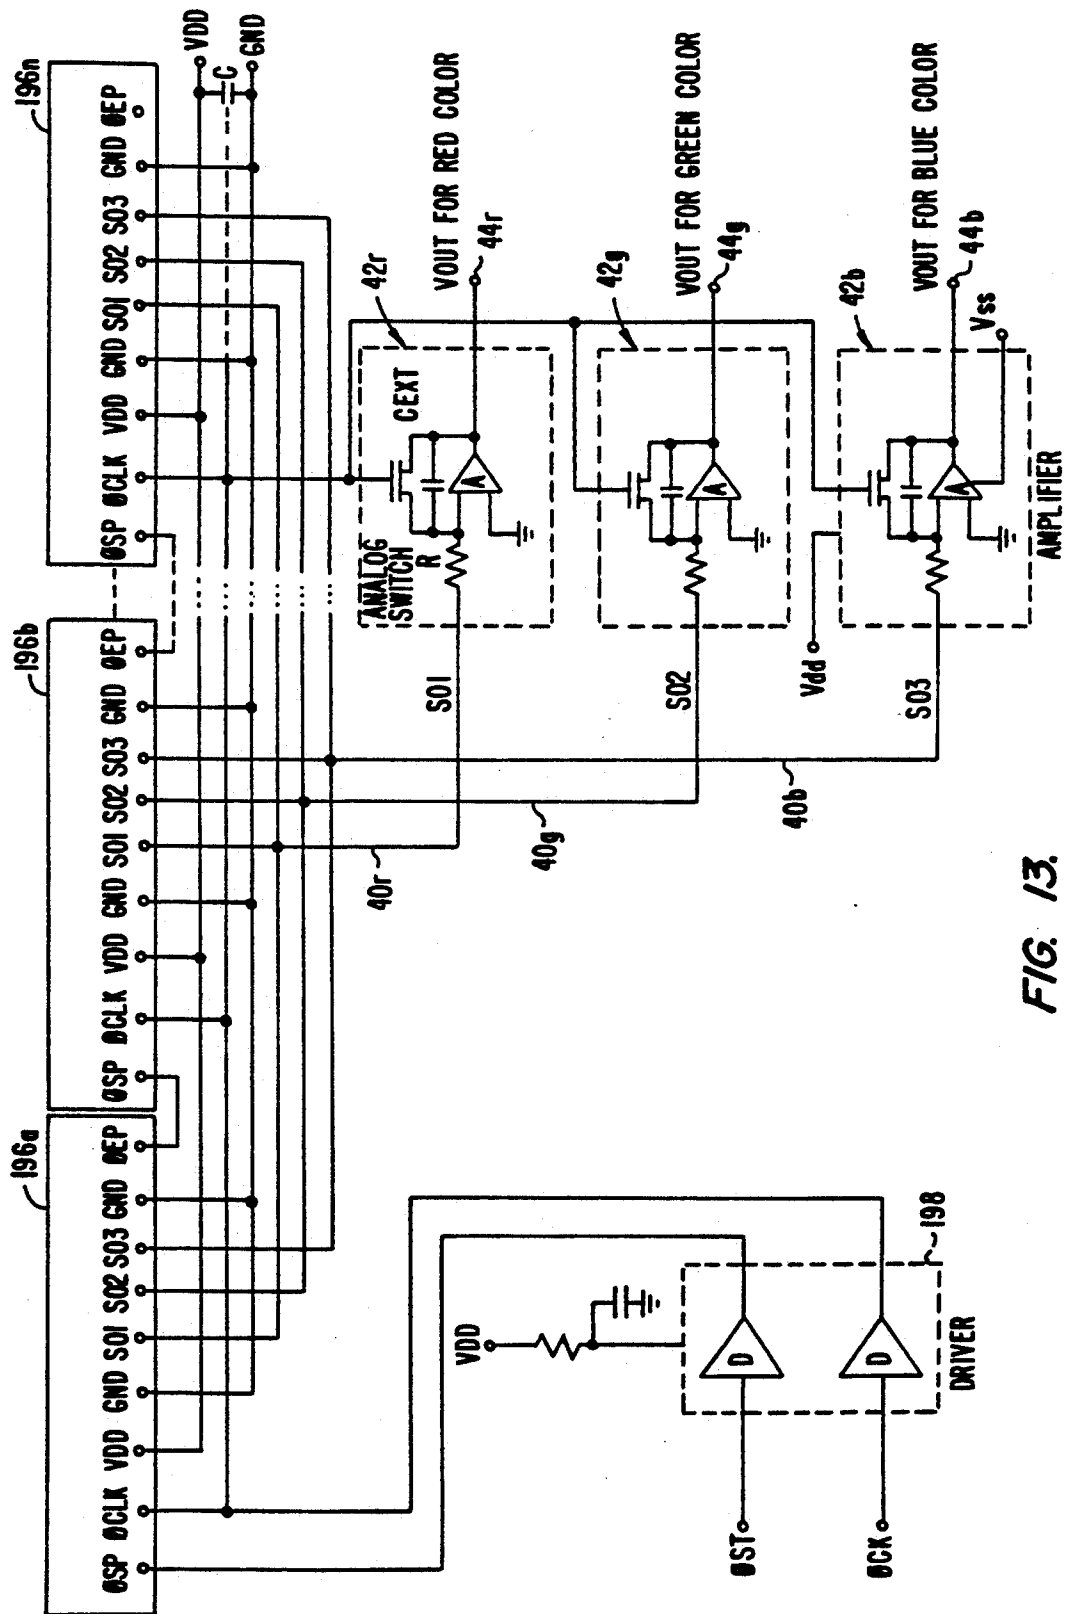 196a
ØSP ØCLK VDD GND SO1 SO2 SO3 GND ØEP
196b
ØSP ØCLK VDD GND SO1 SO2 SO3 GND ØEP
196n
ØSP ØCLK VDD GND SO1 SO2 SO3 GND ØEP
VDD
C
GND
40r
40g
40b
SO1
ANALOG
SWITCH
R
CEXT
A
42r
VOUT FOR RED COLOR
44r
SO2
A
42g
VOUT FOR GREEN COLOR
44g
Vdd
SO3
A
42b
VOUT FOR BLUE COLOR
44b
Vss
AMPLIFIER
VDD
ØST
D
ØCK
D
DRIVER
198
FIG. 13.